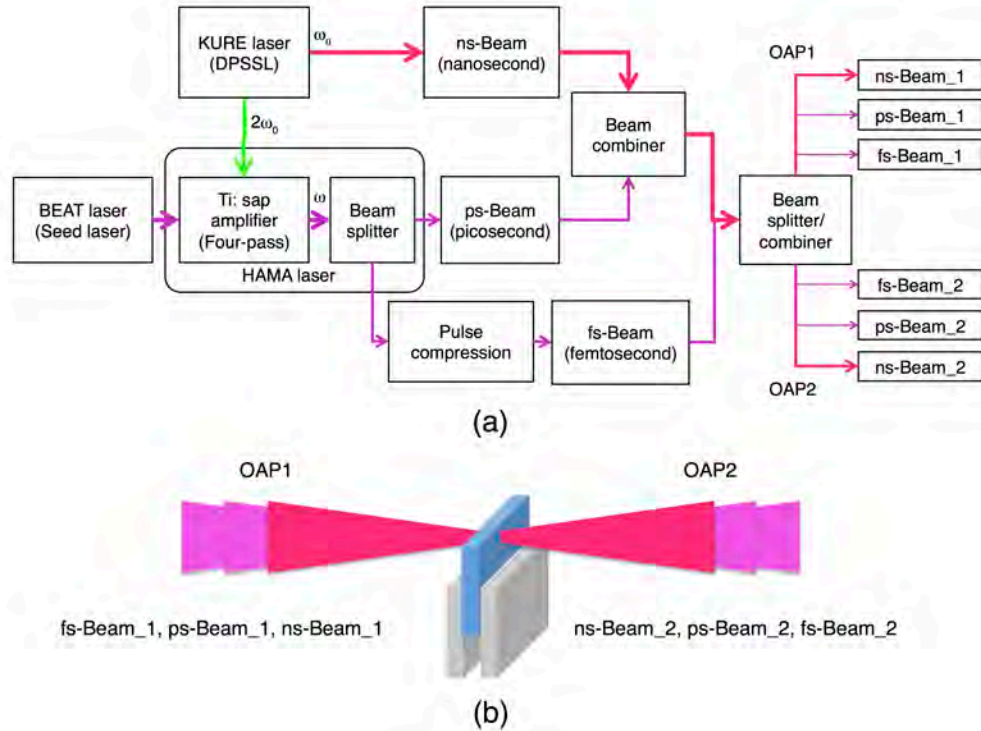 KURE laser
(DPSSL)
ω₀
ns-Beam
(nanosecond)
OAP1
ns-Beam_1
ps-Beam_1
fs-Beam_1
2ω₀
Beam
combiner
BEAT laser
(Seed laser)
Ti: sap
amplifier
(Four-pass)
ω
Beam
splitter
HAMA laser
ps-Beam
(picosecond)
Beam
splitter/
combiner
Pulse
compression
fs-Beam
(femtosecond)
fs-Beam_2
ps-Beam_2
ns-Beam_2
OAP2
(a)
OAP1
OAP2
fs-Beam_1, ps-Beam_1, ns-Beam_1
ns-Beam_2, ps-Beam_2, fs-Beam_2
(b)